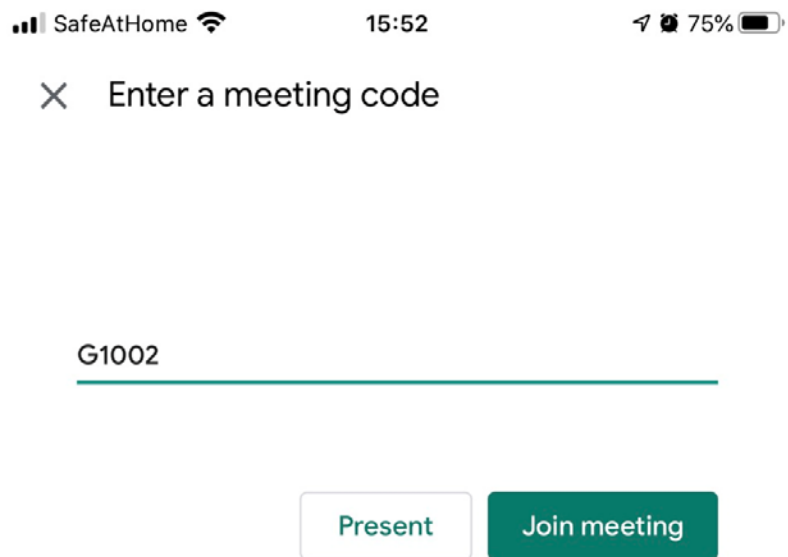 SafeAtHome 15:52 75%
Enter a meeting code
G1002
Present Join meeting